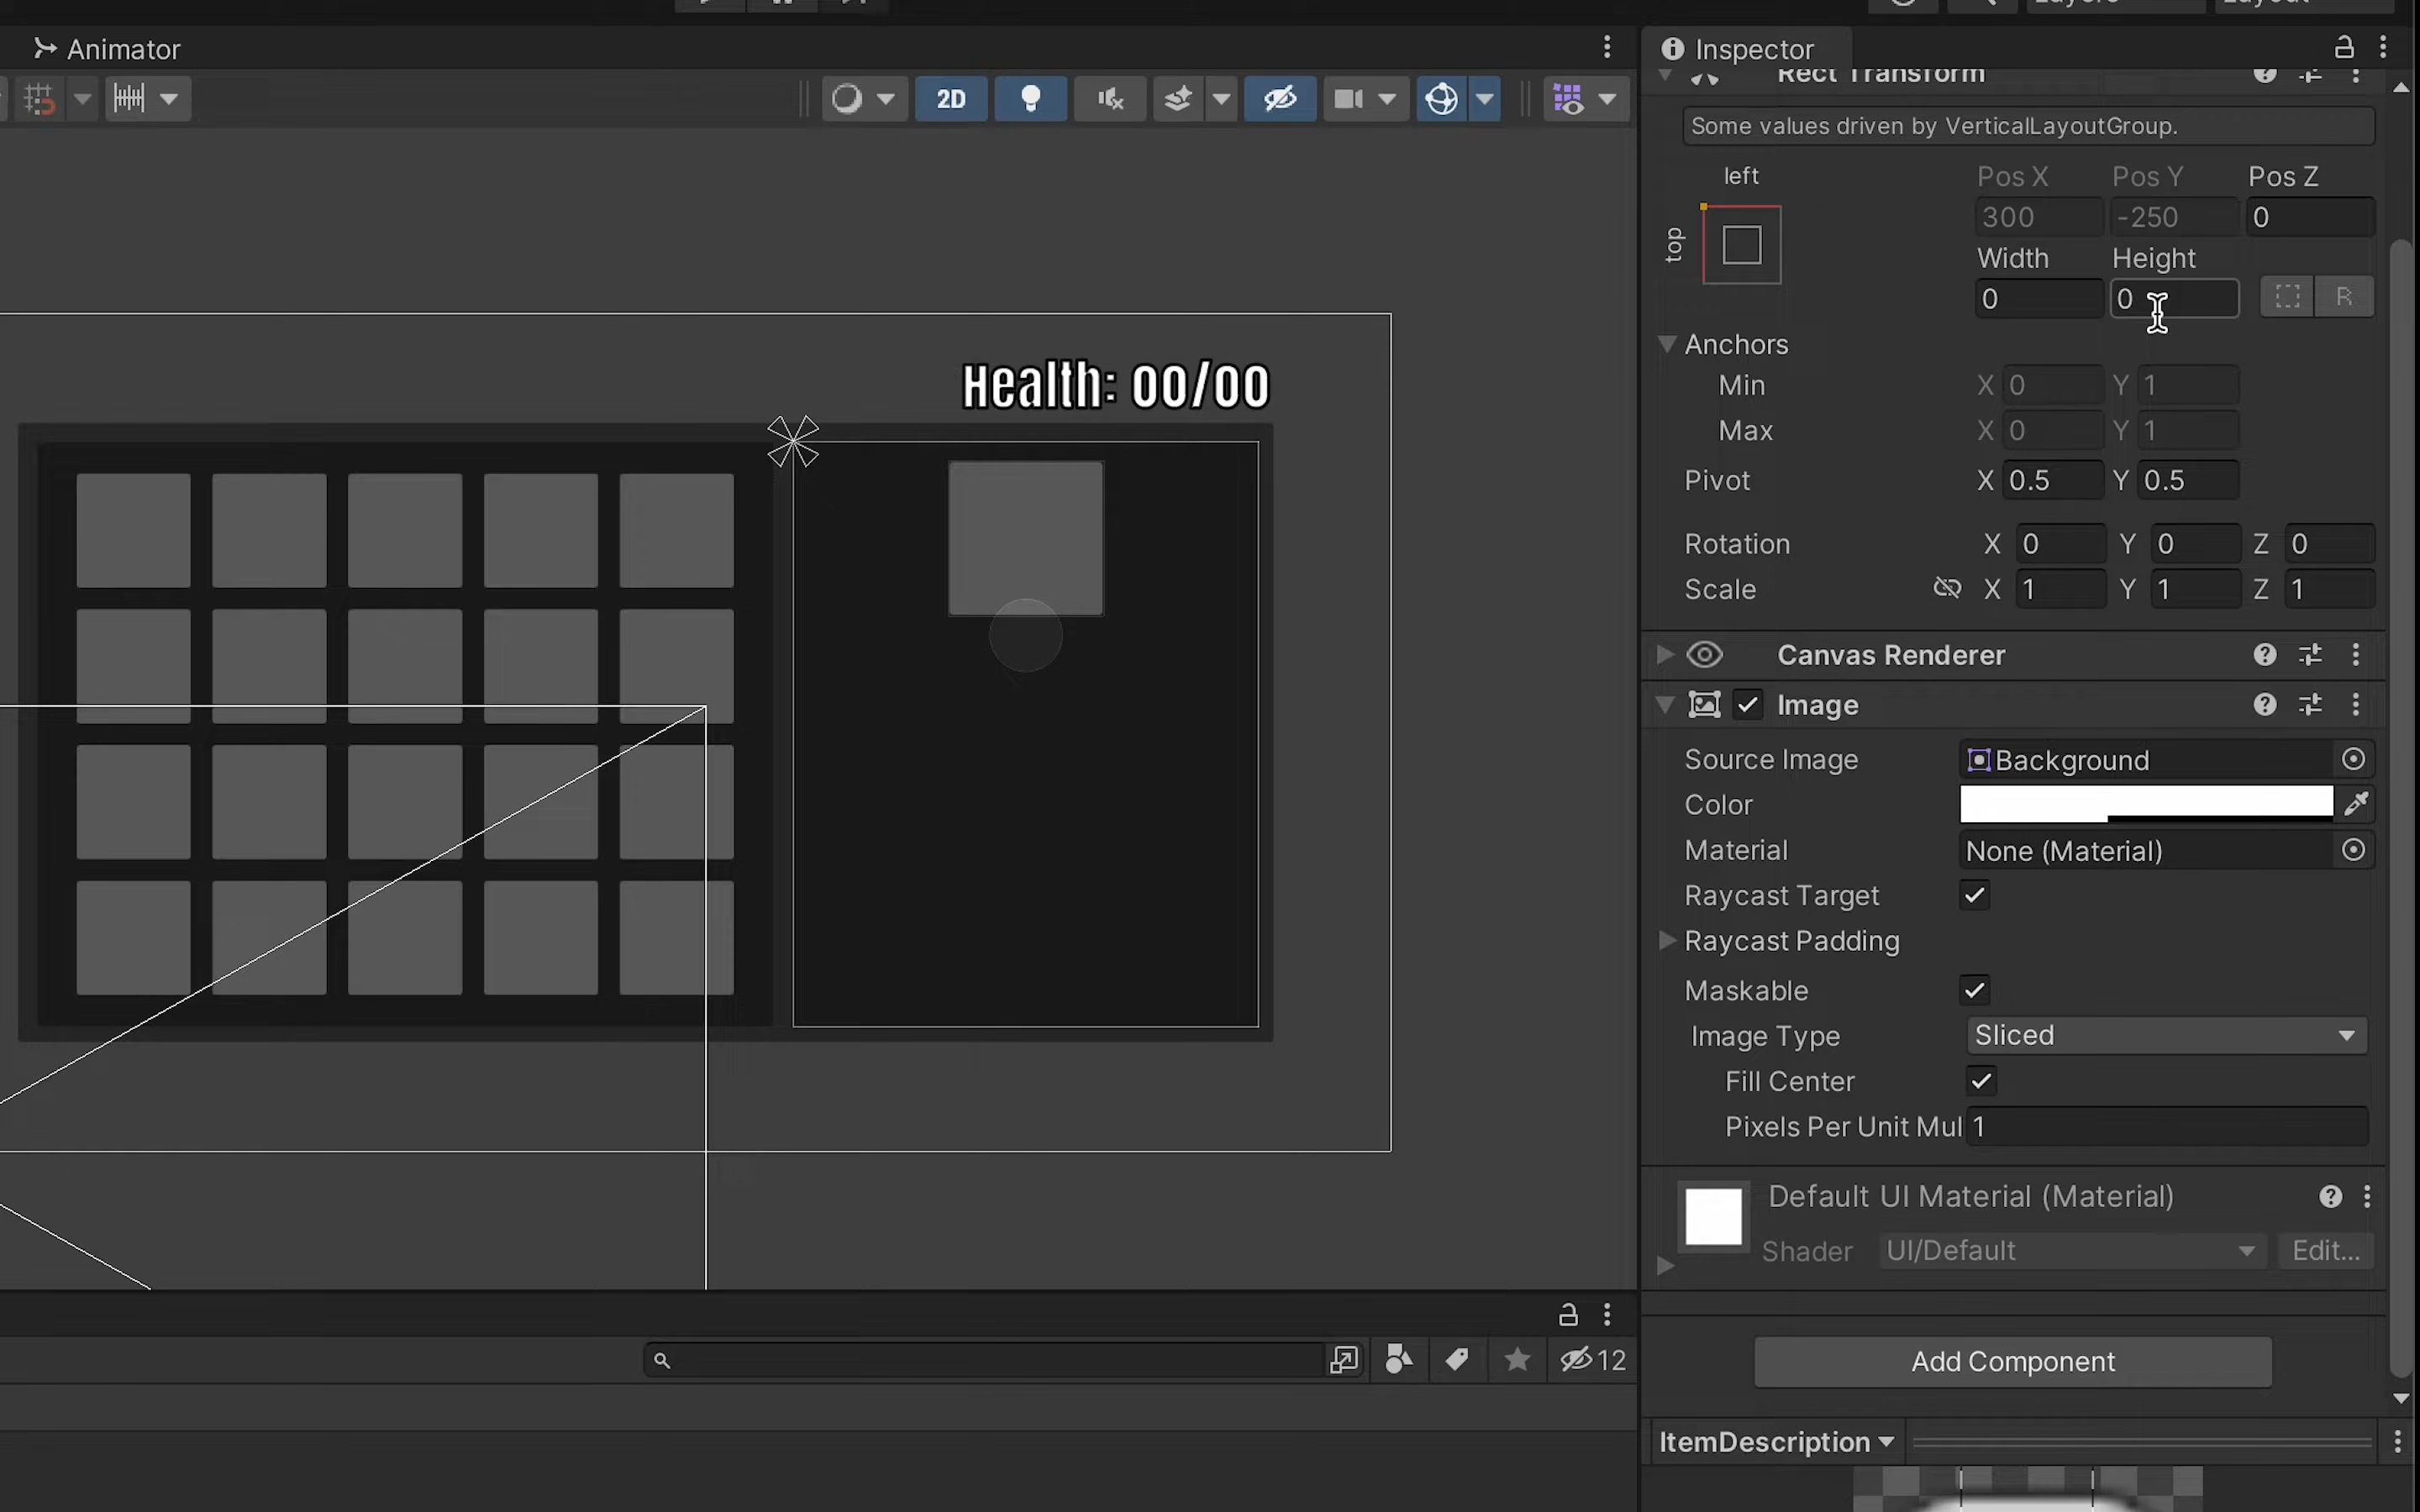 Layers
Layout
Animator
Inspector
2D
Rect Transform
Some values driven by VerticalLayoutGroup.
left
top
Pos X Pos Y Pos Z
300 -250 0
Width Height
0 0 R
Anchors
Min X 0 Y 1
Max X 0 Y 1
Pivot X 0.5 Y 0.5
Rotation X 0 Y 0 Z 0
Scale X 1 Y 1 Z 1
Health: 00/00
Canvas Renderer
Image
Source Image Background
Color
Material None (Material)
Raycast Target
Raycast Padding
Maskable
Image Type Sliced
Fill Center
Pixels Per Unit Mul 1
Default UI Material (Material)
Shader UI/Default Edit...
12
Add Component
ItemDescription